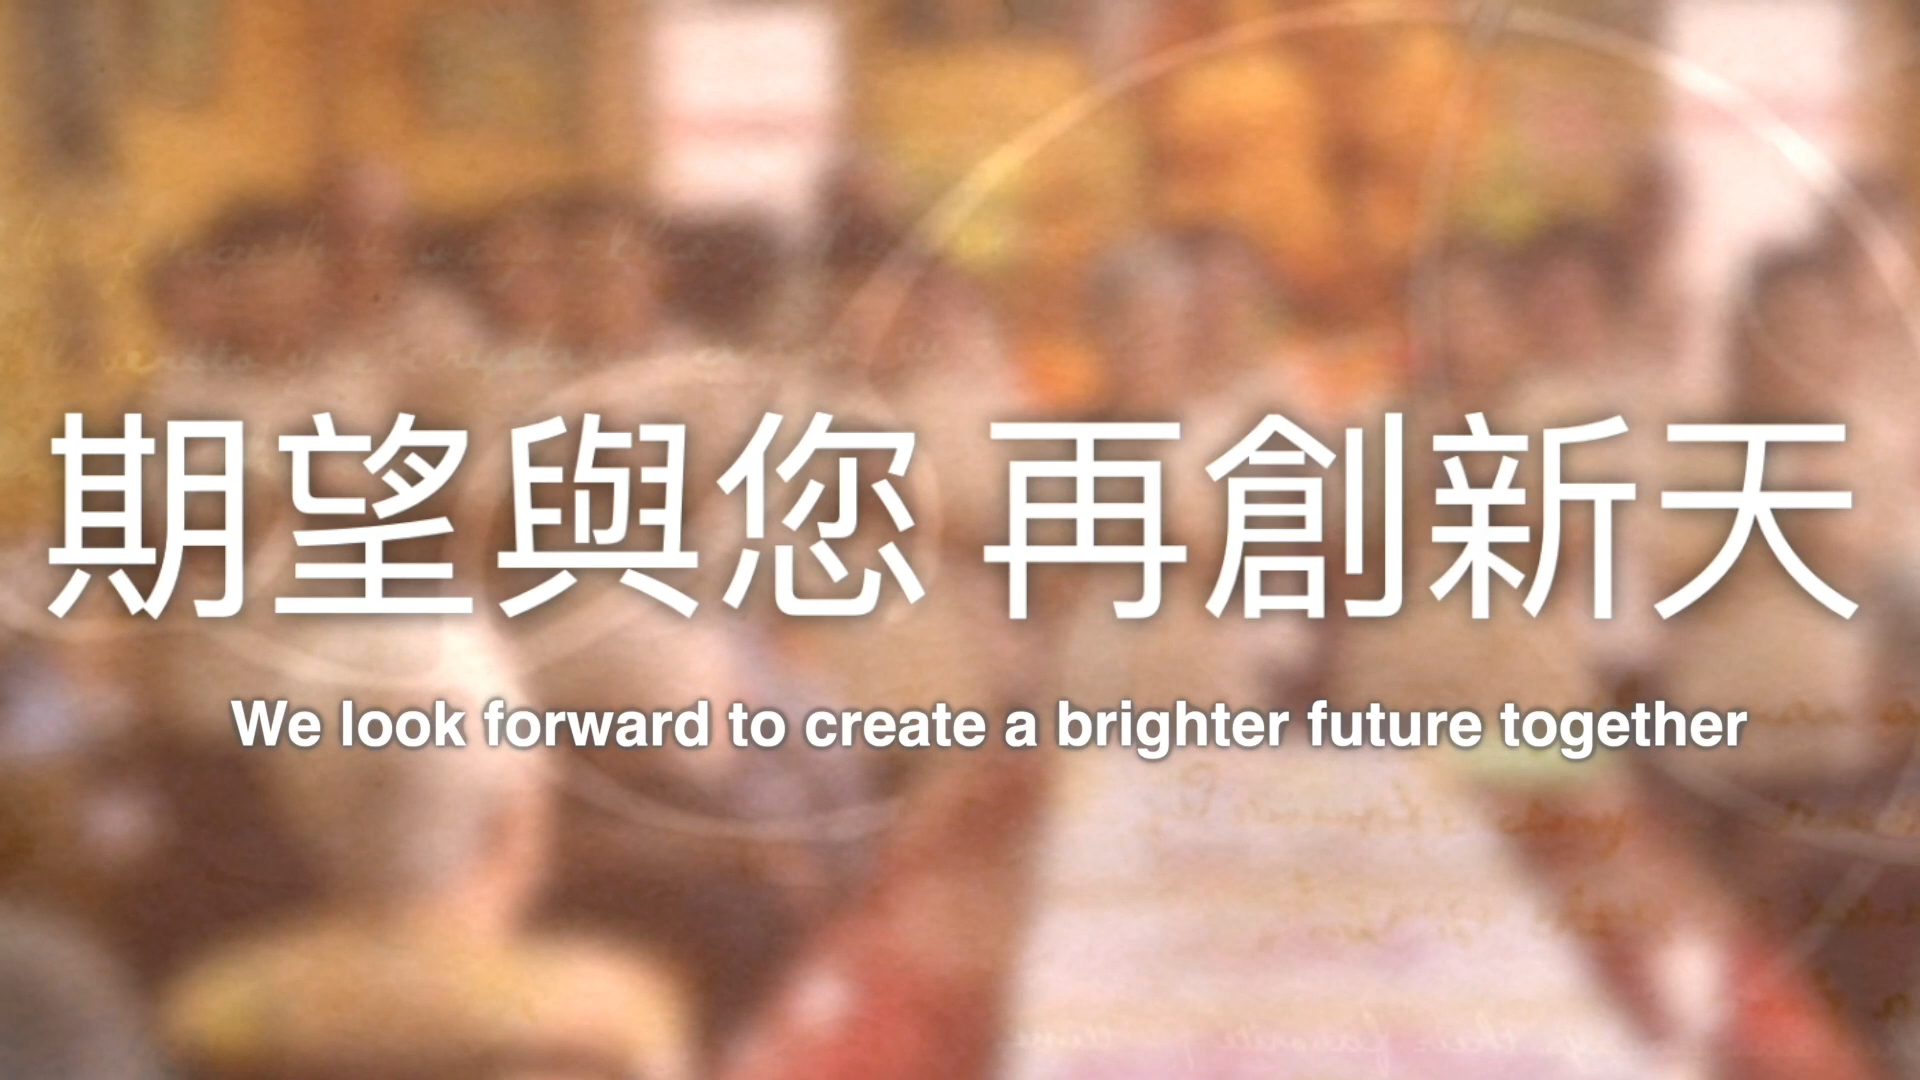 期望與您 再創新天
We look forward to create a brighter future together